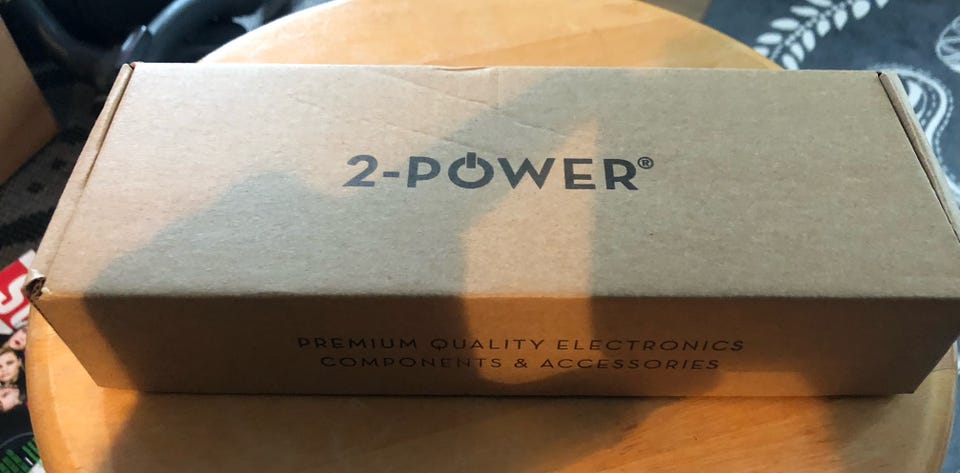 2-POWER®
PREMIUM QUALITY ELECTRONICS
COMPONENTS & ACCESSORIES